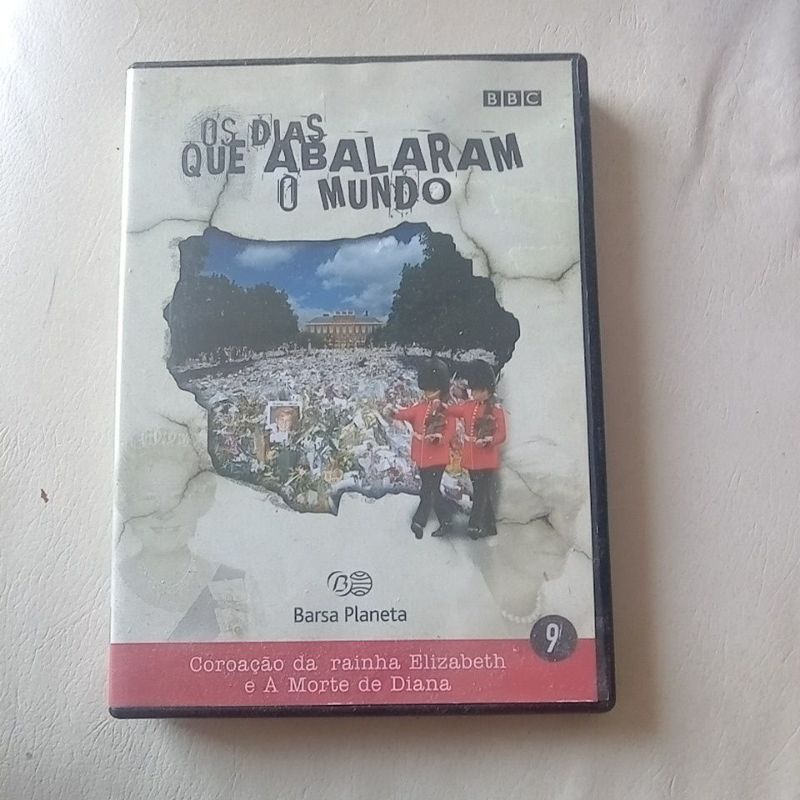 BBC
OS DIAS
QUE ABALARAM
O MUNDO
Barsa Planeta
9
Coroação da rainha Elizabeth
e A Morte de Diana